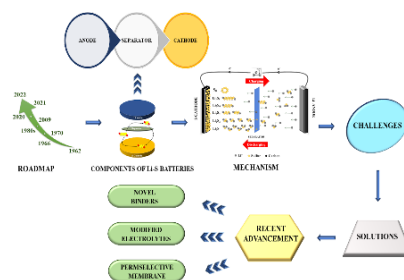 ANODE
SEPARATOR
CATHODE
2022
2021
2020
2009
1980s
1970
1966
1962
ROADMAP
COMPONENTS OF Li-S BATTERIES
MECHANISM
CHALLENGES
SOLUTIONS
RECENT
ADVANCEMENT
NOVEL
BINDERS
MODIFIED
ELECTROLYTES
PERMSELECTIVE
MEMBRANE